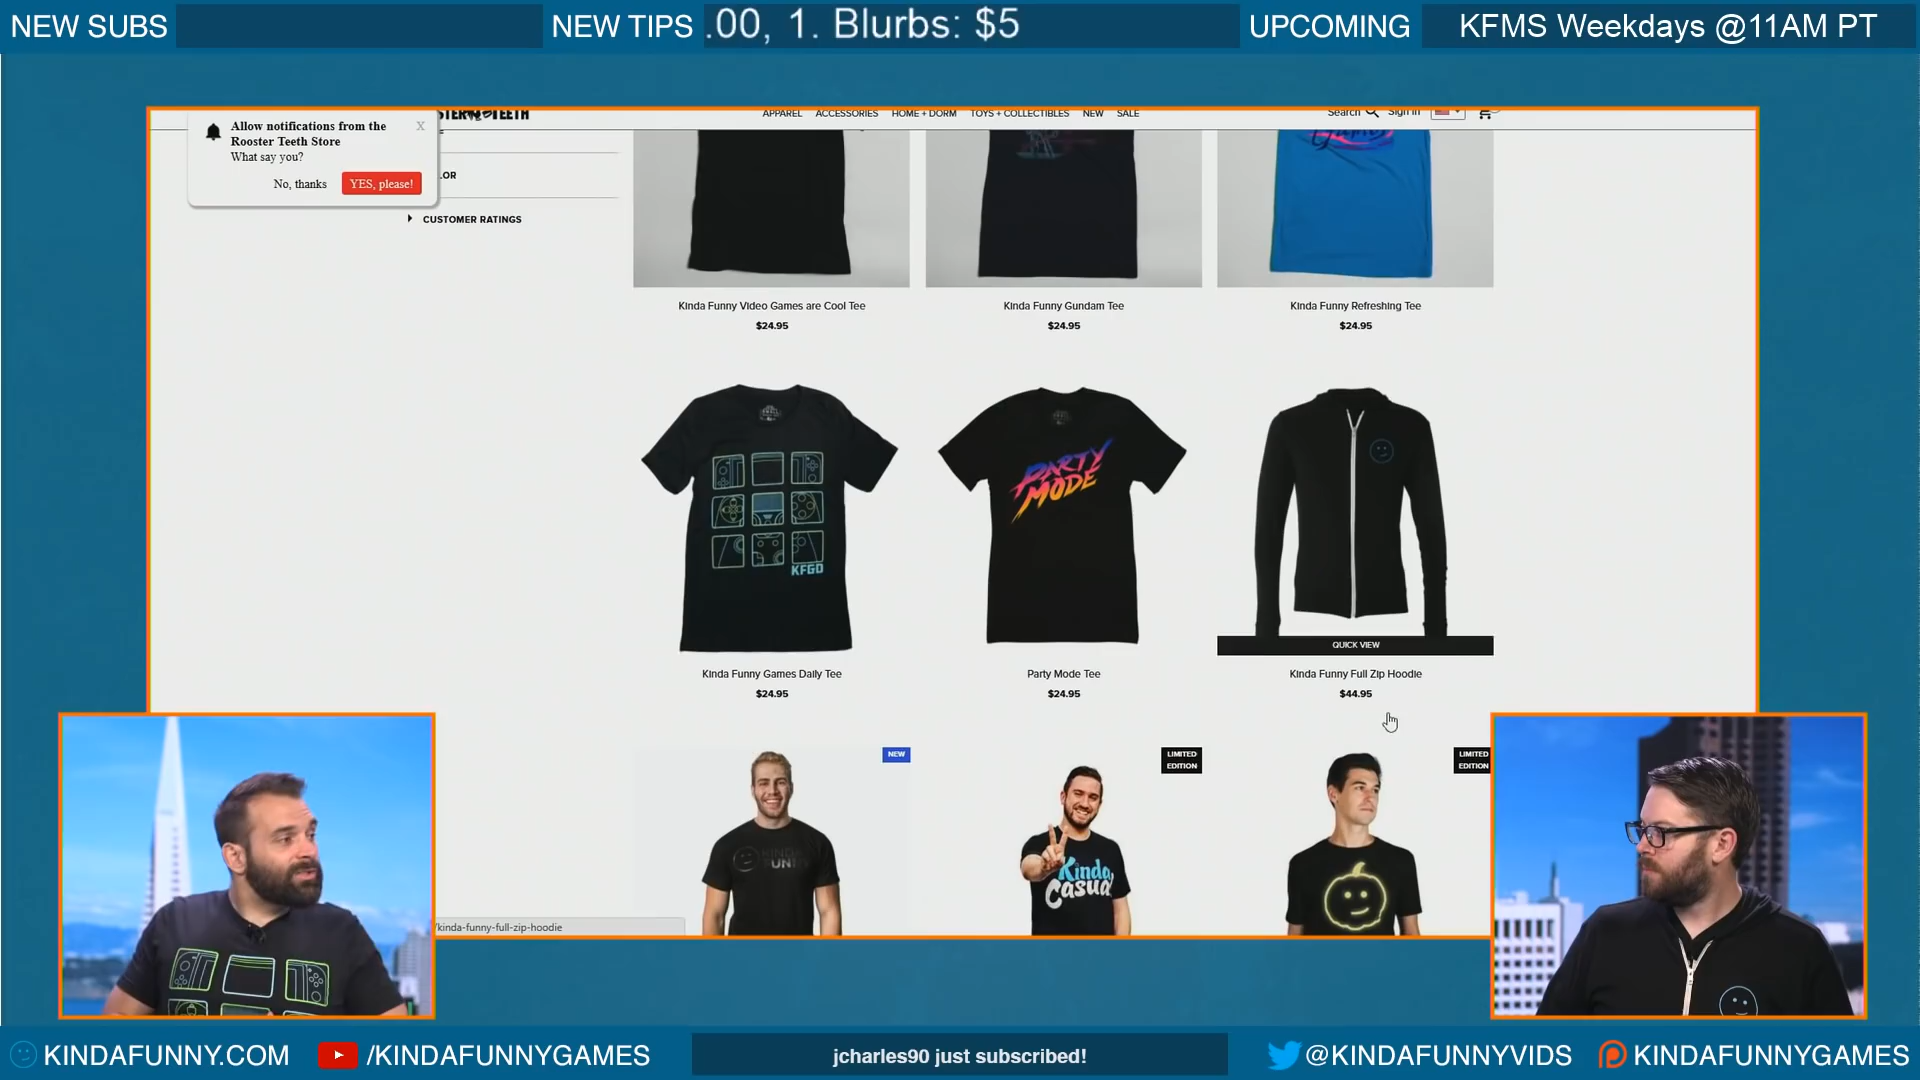 NEW SUBS
NEW TIPS
.00, 1. Blurbs: $5
UPCOMING
KFMS Weekdays @11AM PT
STER TEETH
APPAREL ACCESSORIES HOME + DORM TOYS + COLLECTIBLES NEW SALE
Search Sign in
Allow notifications from the
Rooster Teeth Store
What say you?
X
No, thanks
YES, please!
LOR
CUSTOMER RATINGS
Kinda Funny Video Games are Cool Tee
$24.95
Kinda Funny Gundam Tee
$24.95
Kinda Funny Refreshing Tee
$24.95
KFGD
PARTY
MODE
QUICK VIEW
Kinda Funny Games Daily Tee
$24.95
Party Mode Tee
$24.95
Kinda Funny Full Zip Hoodie
$44.95
NEW
LIMITED
EDITION
LIMITED
EDITION
KINDA
FUNNY
Kinda
Casual
/kinda-funny-full-zip-hoodie
KINDAFUNNY.COM
/KINDAFUNNYGAMES
jcharles90 just subscribed!
@KINDAFUNNYVIDS
KINDAFUNNYGAMES